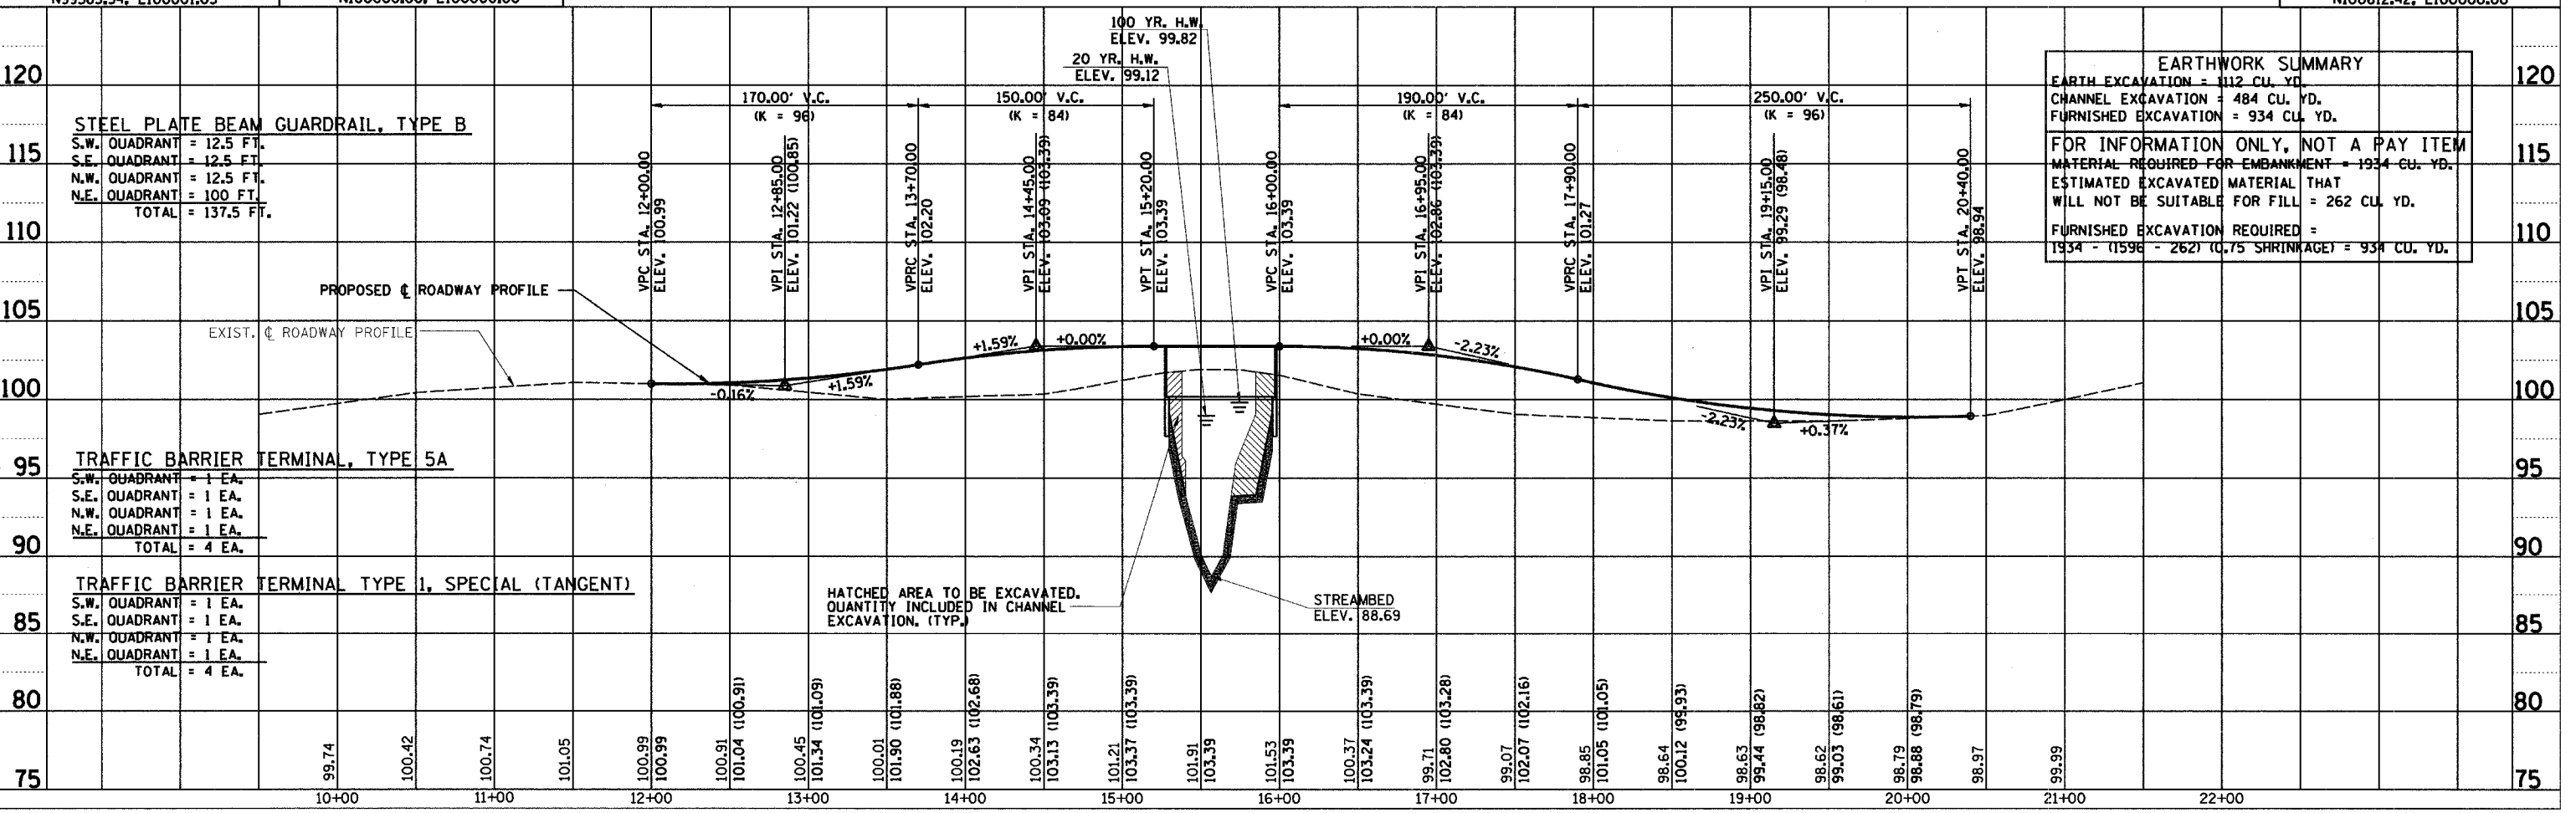 100 YR. H.W.
ELEV. 99.82
20 YR. H.W.
ELEV. 99.12
120
120
115
115
110
110
105
105
100
100
95
95
90
90
85
85
80
80
75
75
STEEL PLATE BEAM GUARDRAIL, TYPE B
S.W. QUADRANT = 12.5 FT.
S.E. QUADRANT = 12.5 FT.
N.W. QUADRANT = 12.5 FT.
N.E. QUADRANT = 100 FT.
TOTAL = 137.5 FT.
170.00' V.C.
(K = 96)
150.00' V.C.
(K = 84)
190.00' V.C.
(K = 84)
250.00' V.C.
(K = 96)
EARTHWORK SUMMARY
EARTH EXCAVATION = 1112 CU. YD.
CHANNEL EXCAVATION = 484 CU. YD.
FURNISHED EXCAVATION = 934 CU. YD.
FOR INFORMATION ONLY, NOT A PAY ITEM
MATERIAL REQUIRED FOR EMBANKMENT = 1934 CU. YD.
ESTIMATED EXCAVATED MATERIAL THAT
WILL NOT BE SUITABLE FOR FILL = 262 CU. YD.
FURNISHED EXCAVATION REQUIRED =
1934 - (1596 - 262) (0.75 SHRINKAGE) = 934 CU. YD.
VPC STA. 12+00.00
ELEV. 100.99
VPI STA. 12+85.00
ELEV. 101.22 (100.85)
VPRC STA. 13+70.00
ELEV. 102.20
VPI STA. 14+45.00
ELEV. 103.09 (103.39)
VPT STA. 15+20.00
ELEV. 103.39
VPC STA. 16+00.00
ELEV. 103.39
VPI STA. 16+95.00
ELEV. 102.86 (103.39)
VPRC STA. 17+90.00
ELEV. 101.27
VPI STA. 19+15.00
ELEV. 99.29 (98.48)
VPT STA. 20+40.00
ELEV. 98.94
PROPOSED ℄ ROADWAY PROFILE
EXIST. ℄ ROADWAY PROFILE
-0.16%
+1.59%
+1.59%
+0.00%
+0.00%
-2.23%
-2.23%
+0.37%
TRAFFIC BARRIER TERMINAL, TYPE 5A
S.W. QUADRANT = 1 EA.
S.E. QUADRANT = 1 EA.
N.W. QUADRANT = 1 EA.
N.E. QUADRANT = 1 EA.
TOTAL = 4 EA.
TRAFFIC BARRIER TERMINAL TYPE 1, SPECIAL (TANGENT)
S.W. QUADRANT = 1 EA.
S.E. QUADRANT = 1 EA.
N.W. QUADRANT = 1 EA.
N.E. QUADRANT = 1 EA.
TOTAL = 4 EA.
HATCHED AREA TO BE EXCAVATED.
QUANTITY INCLUDED IN CHANNEL
EXCAVATION. (TYP.)
STREAMBED
ELEV. 88.69
99.74
100.42
100.74
101.05
100.99
100.99
100.91
101.04 (100.91)
100.45
101.34 (101.09)
100.01
101.90 (101.88)
100.19
102.63 (102.68)
100.34
103.13 (103.39)
101.21
103.37 (103.39)
101.91
103.39
101.53
103.39
100.37
103.24 (103.39)
99.71
102.80 (103.28)
99.07
102.07 (102.16)
98.85
101.05 (101.05)
98.64
100.12 (99.93)
98.63
99.44 (98.82)
98.62
99.03 (98.61)
98.79
98.88 (98.79)
98.97
99.99
10+00
11+00
12+00
13+00
14+00
15+00
16+00
17+00
18+00
19+00
20+00
21+00
22+00